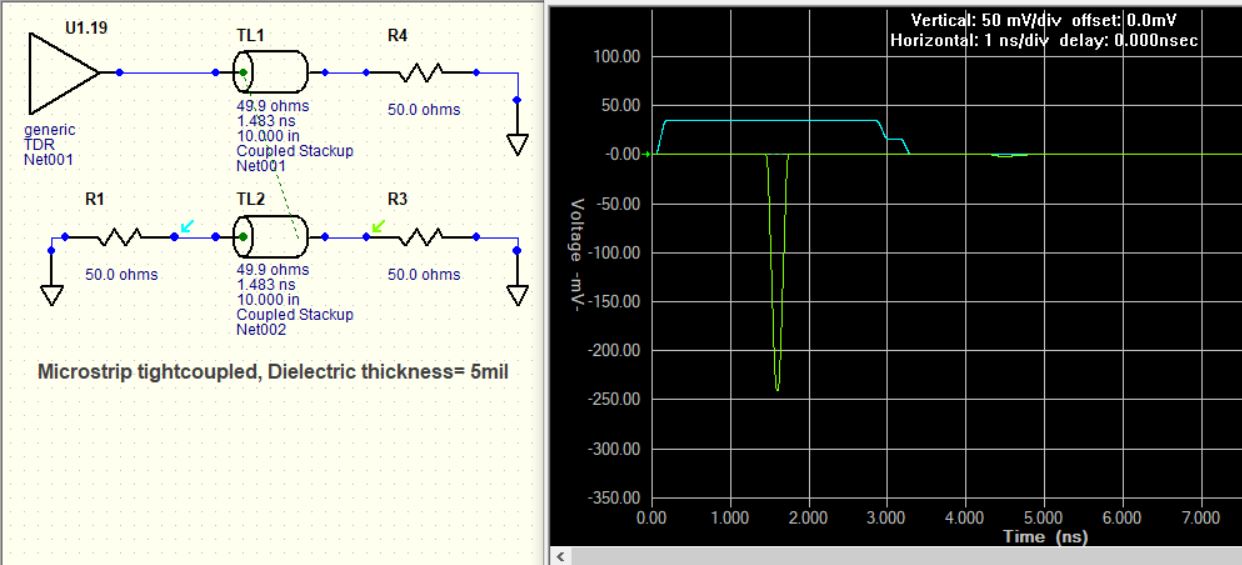 U1.19
TL1
R4
49.9 ohms
1.483 ns
10.000 in
Coupled Stackup
Net001
50.0 ohms
generic
TDR
Net001
R1
TL2
R3
50.0 ohms
49.9 ohms
1.483 ns
10.000 in
Coupled Stackup
Net002
50.0 ohms
Microstrip tightcoupled, Dielectric thickness= 5mil
Vertical: 50 mV/div offset: 0.0mV
Horizontal: 1 ns/div delay: 0.000nsec
100.00
50.00
-0.00
-50.00
-100.00
-150.00
-200.00
-250.00
-300.00
-350.00
Voltage -mV-
0.00 1.000 2.000 3.000 4.000 5.000 6.000 7.000
Time (ns)